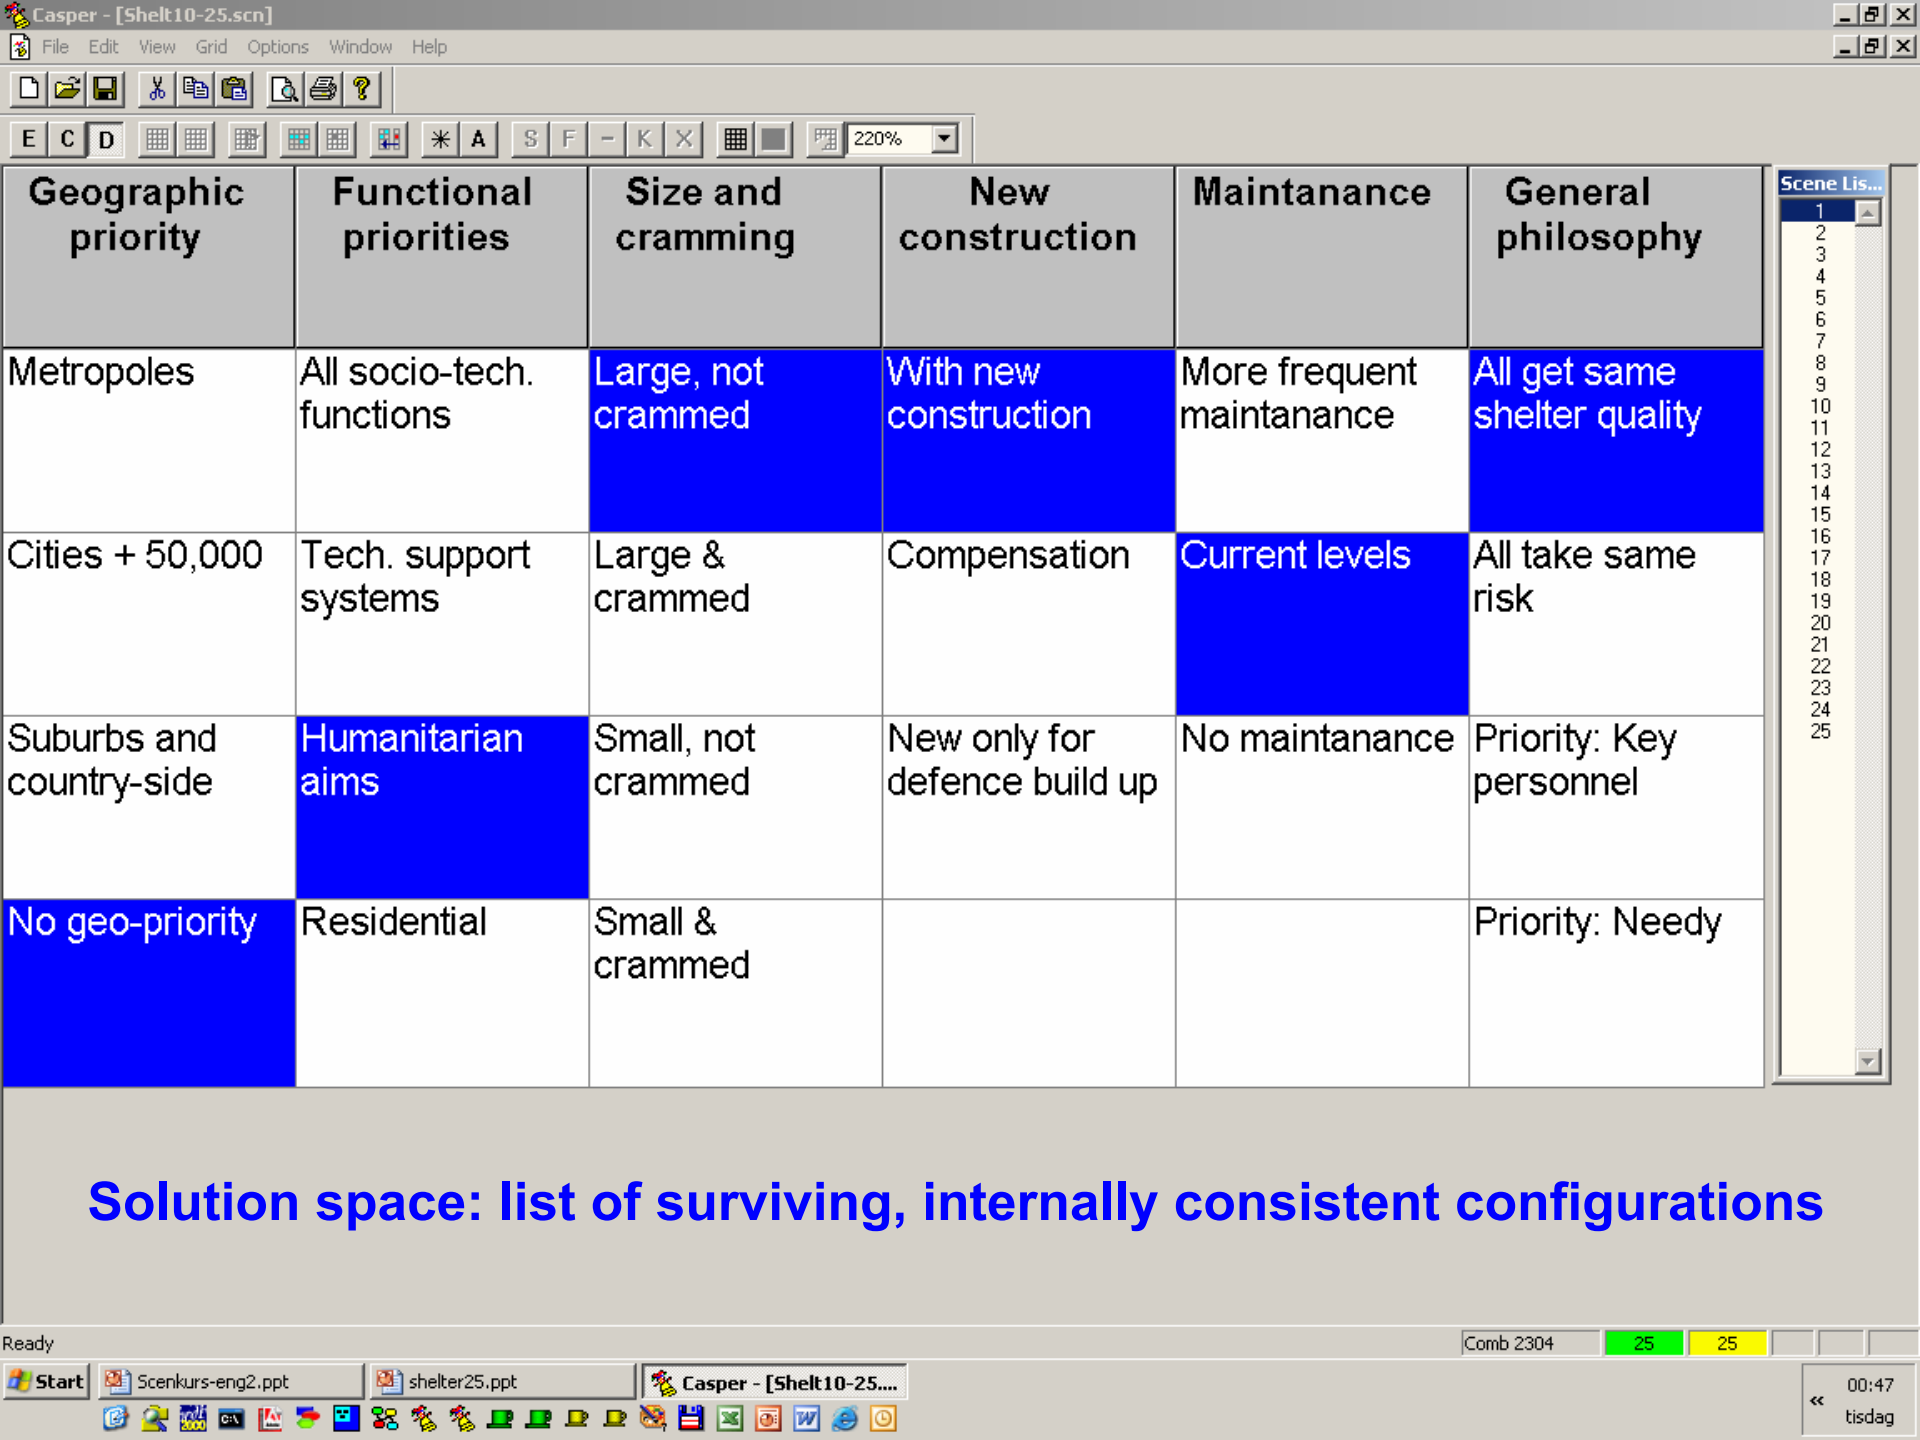 Casper - [Shelt10-25.scn]
File Edit View Grid Options Window Help
E C D A S F - K X 220%
Geographic priority
Functional priorities
Size and cramming
New construction
Maintanance
General philosophy
Scene Lis...
Metropoles
All socio-tech. functions
Large, not crammed
With new construction
More frequent maintanance
All get same shelter quality
Cities + 50,000
Tech. support systems
Large & crammed
Compensation
Current levels
All take same risk
Suburbs and country-side
Humanitarian aims
Small, not crammed
New only for defence build up
No maintanance
Priority: Key personnel
No geo-priority
Residential
Small & crammed
Priority: Needy
1
2
3
4
5
6
7
8
9
10
11
12
13
14
15
16
17
18
19
20
21
22
23
24
25
Solution space: list of surviving, internally consistent configurations
Ready
Comb 2304
25
25
Start
Scenkurs-eng2.ppt
shelter25.ppt
Casper - [Shelt10-25....
00:47
tisdag